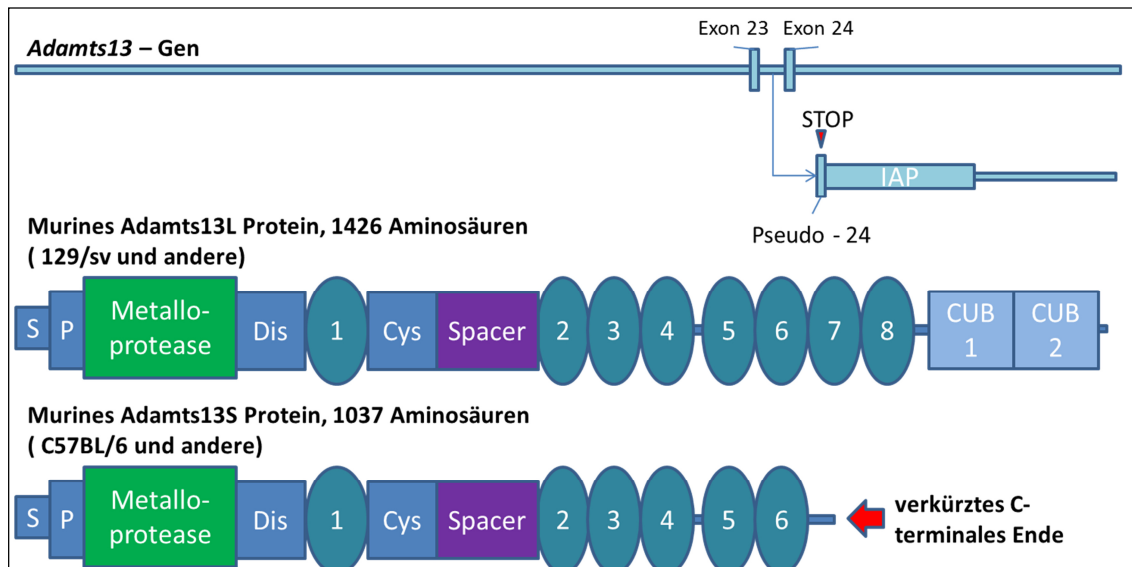 Adamts13 – Gen
Exon 23
Exon 24
STOP
IAP
Pseudo - 24
Murines Adamts13L Protein, 1426 Aminosäuren
( 129/sv und andere)
S
P
Metallo-
protease
Dis
1
Cys
Spacer
2
3
4
5
6
7
8
CUB
1
CUB
2
Murines Adamts13S Protein, 1037 Aminosäuren
( C57BL/6 und andere)
S
P
Metallo-
protease
Dis
1
Cys
Spacer
2
3
4
5
6
verkürztes C-
terminales Ende